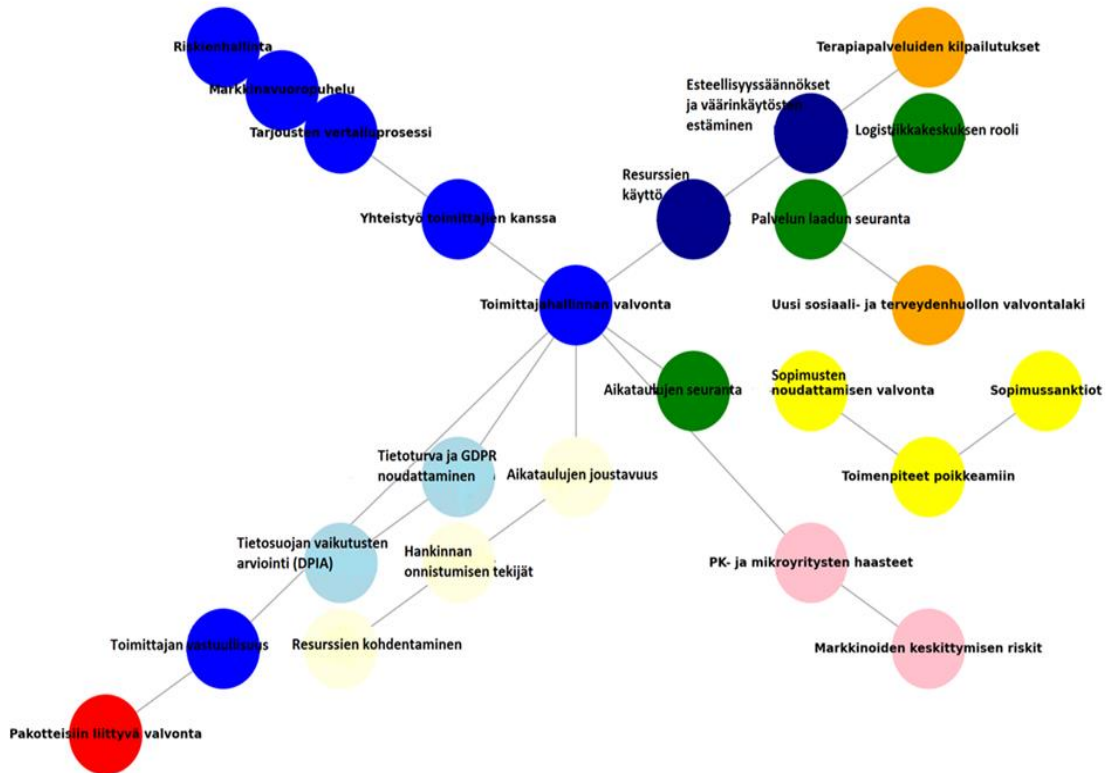 Riskienhallinta
Markkinavuoropuhelu
Tarjousten vertailuprosessi
Yhteistyö toimittajien kanssa
Toimittajahallinnan valvonta
Terapiapalveluiden kilpailutukset
Esteellisyyssäännökset
ja väärinkäytösten
estäminen
Logistiikkakeskuksen rooli
Resurssien
käyttö
Palvelun laadun seuranta
Uusi sosiaali- ja terveydenhuollon valvontalaki
Aikataulujen seuranta
Sopimusten
noudattamisen valvonta
Sopimussanktiot
Toimenpiteet poikkeamiin
Tietoturva ja GDPR
noudattaminen
Aikataulujen joustavuus
Tietosuojan vaikutusten
arviointi (DPIA)
Hankinnan
onnistumisen tekijät
PK- ja mikroyritysten haasteet
Toimittajan vastuullisuus
Resurssien kohdentaminen
Markkinoiden keskittymisen riskit
Pakotteisiin liittyvä valvonta